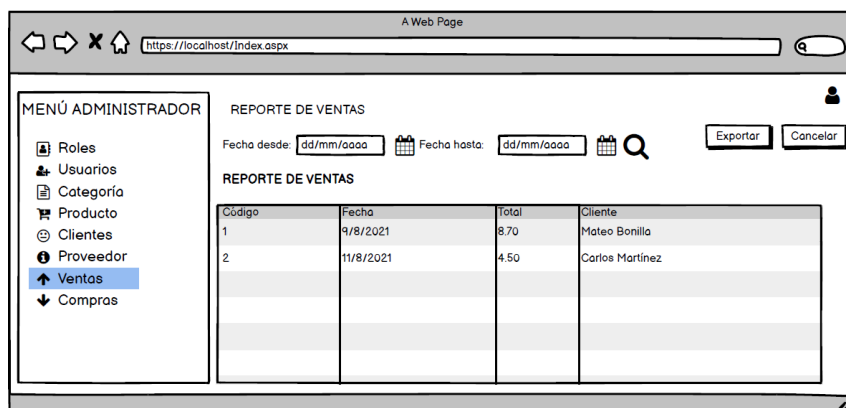 A Web Page
https://localhost/Index.aspx
MENÚ ADMINISTRADOR
Roles
Usuarios
Categoría
Producto
Clientes
Proveedor
Ventas
Compras
REPORTE DE VENTAS
Fecha desde: dd/mm/aaaa Fecha hasta: dd/mm/aaaa
Exportar Cancelar
REPORTE DE VENTAS
Código Fecha Total Cliente
1 9/8/2021 8.70 Mateo Bonilla
2 11/8/2021 4.50 Carlos Martínez